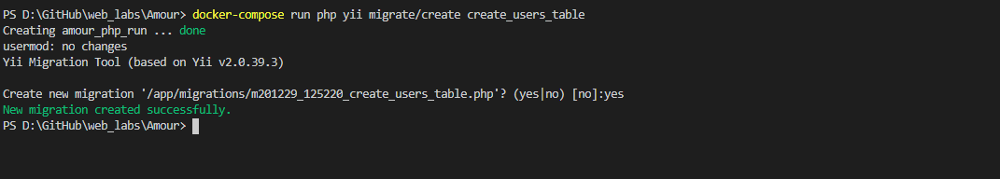 PS D:\GitHub\web_labs\Amour> docker-compose run php yii migrate/create create_users_table
Creating amour_php_run ... done
usermod: no changes
Yii Migration Tool (based on Yii v2.0.39.3)
Create new migration '/app/migrations/m201229_125220_create_users_table.php'? (yes|no) [no]:yes
New migration created successfully.
PS D:\GitHub\web_labs\Amour>